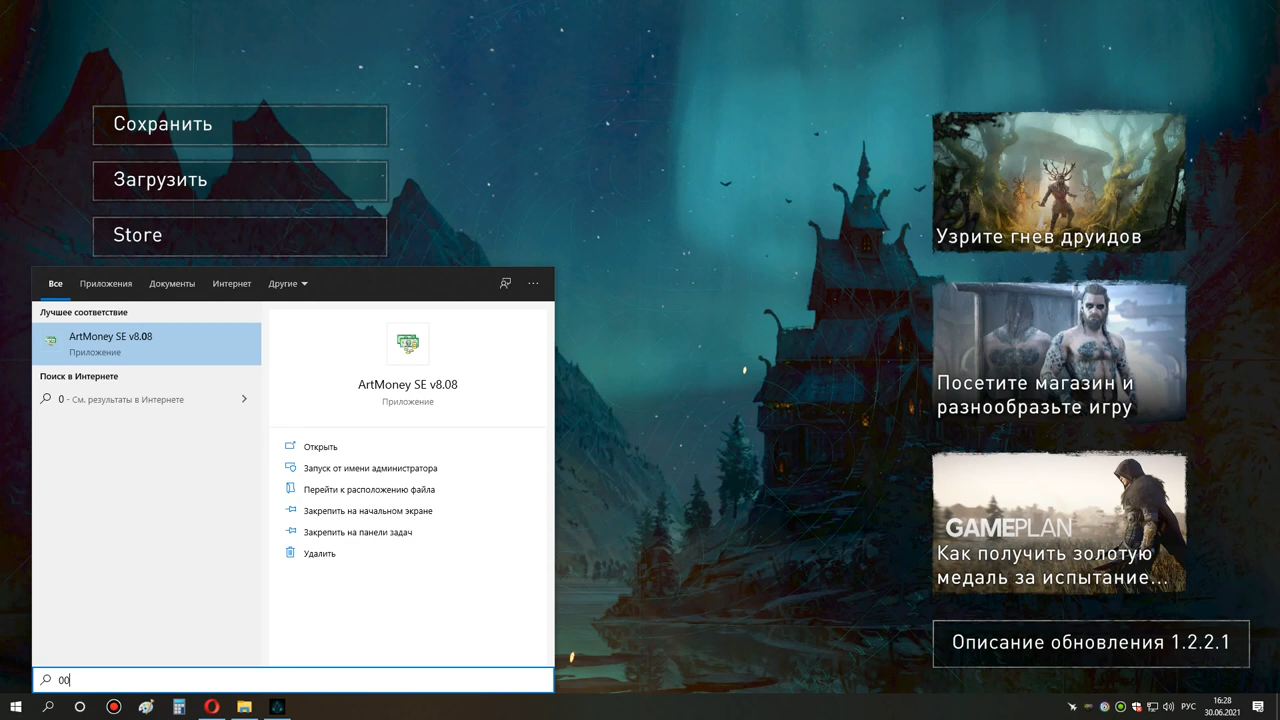 Сохранить
Загрузить
Store
Узрите гнев друидов
Посетите магазин и
разнообразьте игру
GAMEPLAN
Как получить золотую
медаль за испытание...
Описание обновления 1.2.2.1
Все Приложения Документы Интернет Другие
Лучшее соответствие
ArtMoney SE v8.08
Приложение
Поиск в Интернете
0 - См. результаты в Интернете
ArtMoney SE v8.08
Приложение
Открыть
Запуск от имени администратора
Перейти к расположению файла
Закрепить на начальном экране
Закрепить на панели задач
Удалить
00
РУС
16:28
30.06.2021